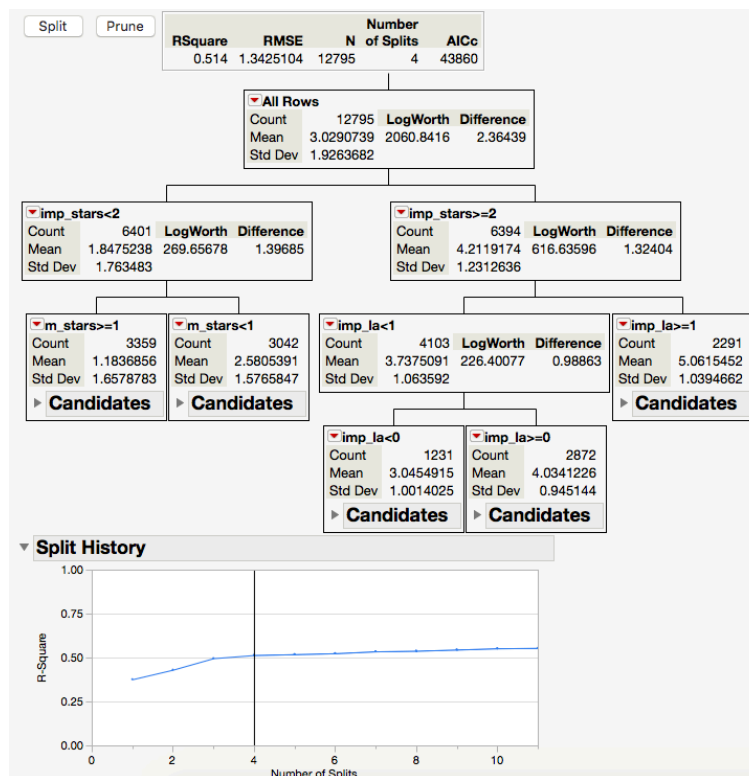 Split Prune
Number
RSquare RMSE N of Splits AICc
0.514 1.3425104 12795 4 43860
All Rows
Count 12795 LogWorth Difference
Mean 3.0290739 2060.8416 2.36439
Std Dev 1.9263682
imp_stars<2
Count 6401 LogWorth Difference
Mean 1.8475238 269.65678 1.39685
Std Dev 1.763483
imp_stars>=2
Count 6394 LogWorth Difference
Mean 4.2119174 616.63596 1.32404
Std Dev 1.2312636
m_stars>=1
Count 3359
Mean 1.1836856
Std Dev 1.6578783
Candidates
m_stars<1
Count 3042
Mean 2.5805391
Std Dev 1.5765847
Candidates
imp_la<1
Count 4103 LogWorth Difference
Mean 3.7375091 226.40077 0.98863
Std Dev 1.063592
imp_la>=1
Count 2291
Mean 5.0615452
Std Dev 1.0394662
Candidates
imp_la<0
Count 1231
Mean 3.0454915
Std Dev 1.0014025
Candidates
imp_la>=0
Count 2872
Mean 4.0341226
Std Dev 0.945144
Candidates
Split History
R-Square
1.00
0.75
0.50
0.25
0.00
0 2 4 6 8 10
Number of Splits